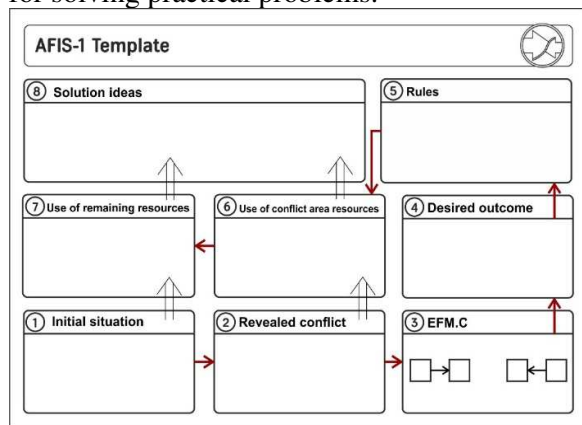 for solving practical problems.
AFIS-1 Template
8 Solution ideas
5 Rules
7 Use of remaining resources
6 Use of conflict area resources
4 Desired outcome
1 Initial situation
2 Revealed conflict
3 EFM.C